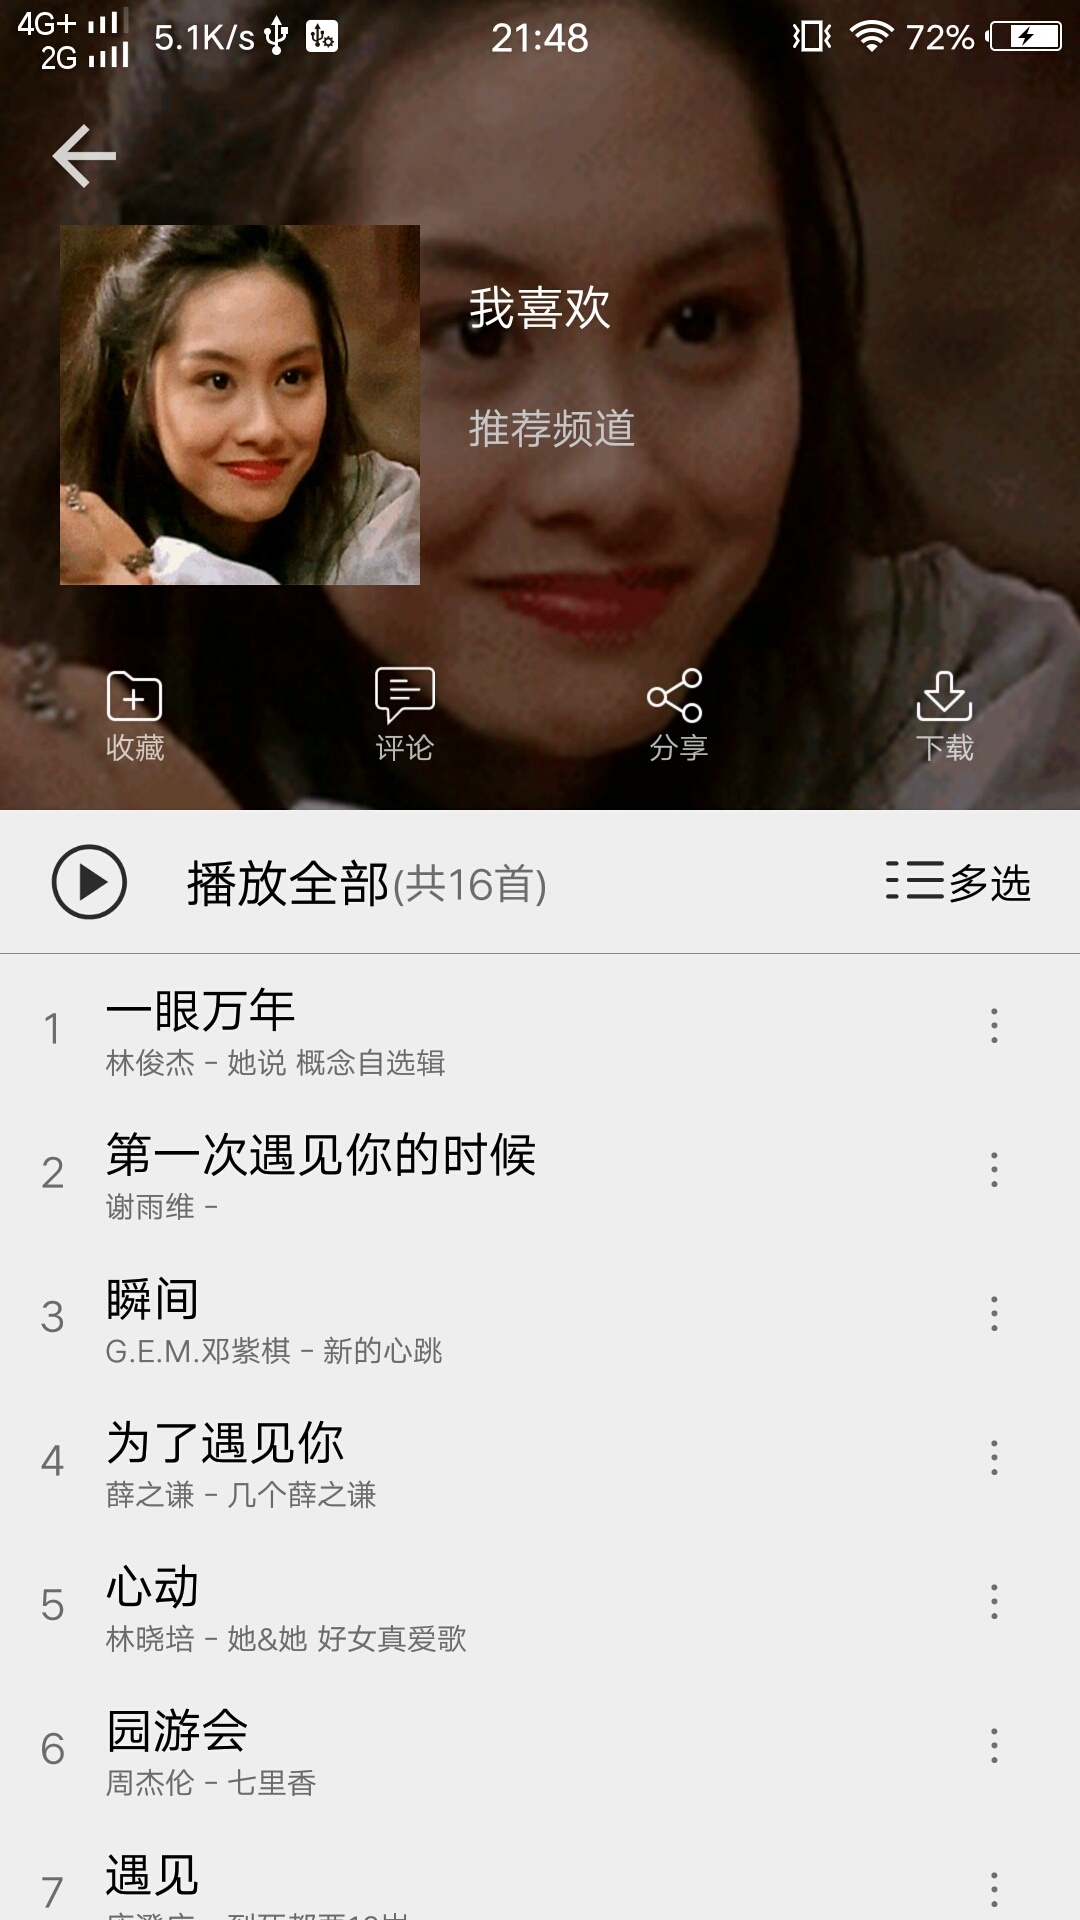 4G+ 5.1K/s 21:48 72%
2G
我喜欢
推荐频道
收藏 评论 分享 下载
播放全部(共16首) 多选
1 一眼万年
林俊杰 - 她说 概念自选辑
2 第一次遇见你的时候
谢雨维 -
3 瞬间
G.E.M.邓紫棋 - 新的心跳
4 为了遇见你
薛之谦 - 几个薛之谦
5 心动
林晓培 - 她&她 好女真爱歌
6 园游会
周杰伦 - 七里香
7 遇见